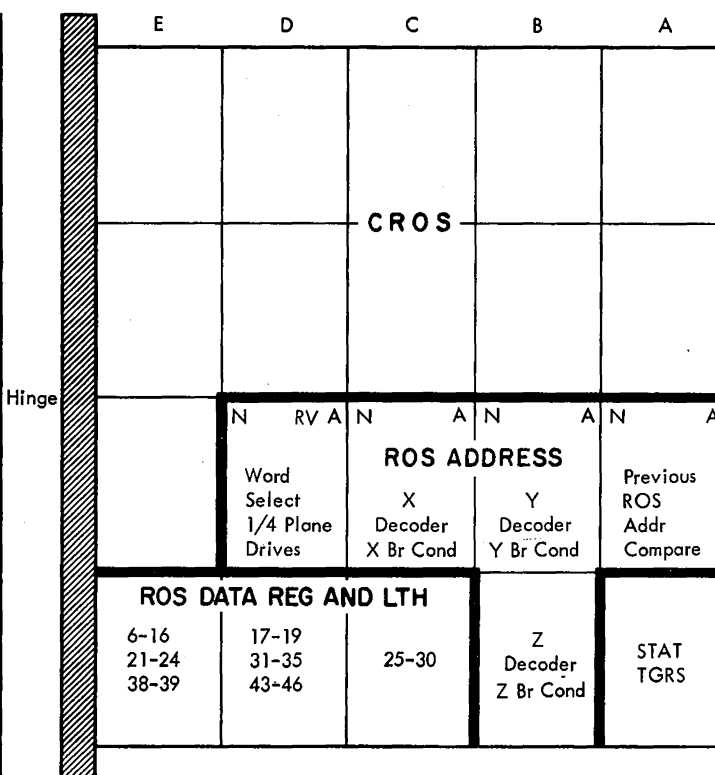 E D C B A
CROS
Hinge
N RV A N A N A N A
ROS ADDRESS
Word
Select
1/4 Plane
Drives
X
Decoder
X Br Cond
Y
Decoder
Y Br Cond
Previous
ROS
Addr
Compare
ROS DATA REG AND LTH
6-16
21-24
38-39
17-19
31-35
43-46
25-30
Z
Decoder
Z Br Cond
STAT
TGRS